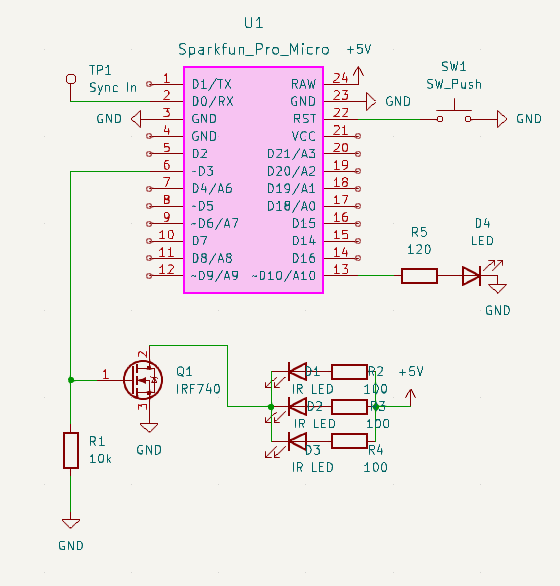 U1
Sparkfun_Pro_Micro
+5V
TP1
Sync In
SW1
SW_Push
1 D1/TX RAW 24
2 D0/RX GND 23 GND
GND 3 GND RST 22 GND
4 GND VCC 21
5 D2 D21/A3 20
6 ~D3 D20/A2 19
7 D4/A6 D19/A1 18
8 ~D5 D18/A0 17
9 ~D6/A7 D15 16
10 D7 D14 15
11 D8/A8 D16 14
12 ~D9/A9 ~D10/A10 13
R5
120
D4
LED
GND
1
2
3
Q1
IRF740
GND
R1
10k
GND
D1
IR LED
R2
100
+5V
D2
IR LED
R3
100
D3
IR LED
R4
100